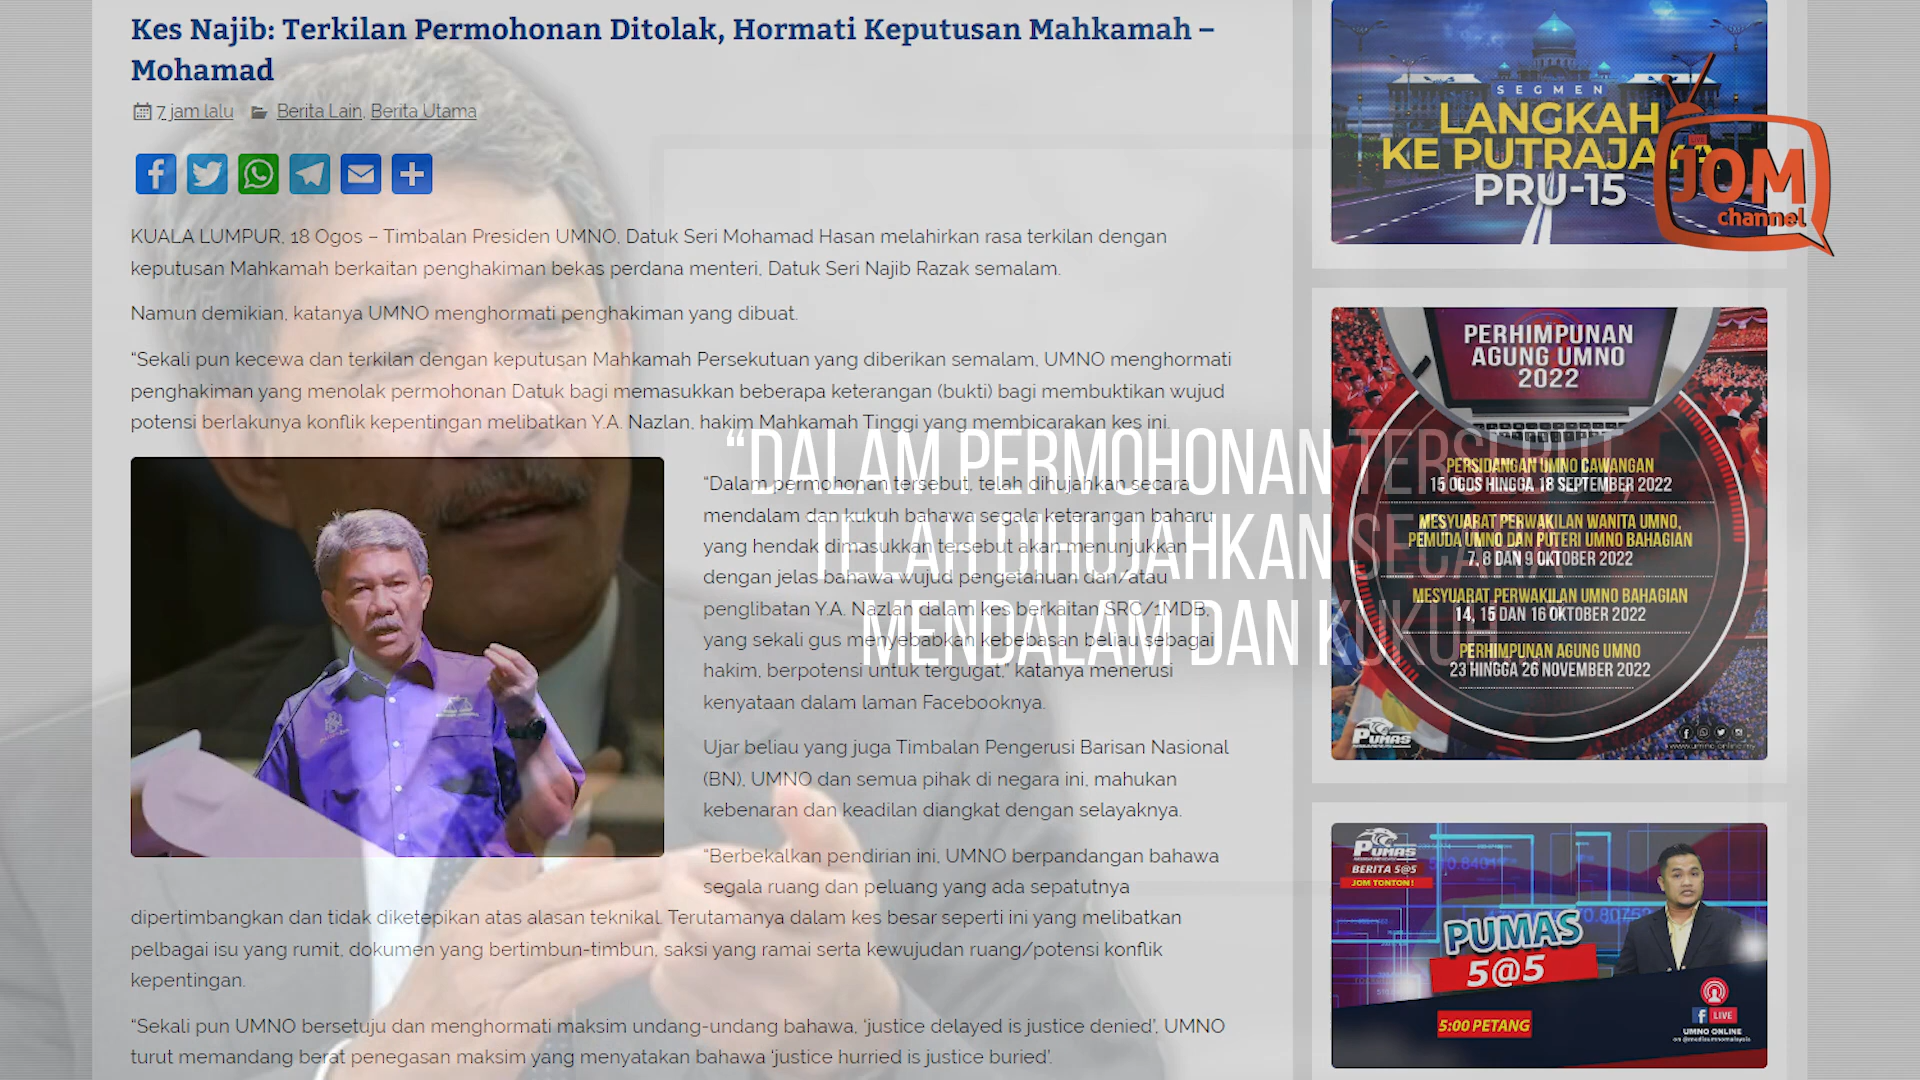 Kes Najib: Terkilan Permohonan Ditolak, Hormati Keputusan Mahkamah –
Mohamad
7 jam lalu Berita Lain, Berita Utama
KUALA LUMPUR, 18 Ogos – Timbalan Presiden UMNO, Datuk Seri Mohamad Hasan melahirkan rasa terkilan dengan
keputusan Mahkamah berkaitan penghakiman bekas perdana menteri, Datuk Seri Najib Razak semalam.
Namun demikian, katanya UMNO menghormati penghakiman yang dibuat.
“Sekali pun kecewa dan terkilan dengan keputusan Mahkamah Persekutuan yang diberikan semalam, UMNO menghormati
penghakiman yang menolak permohonan Datuk bagi memasukkan beberapa keterangan (bukti) bagi membuktikan wujud
potensi berlakunya konflik kepentingan melibatkan Y.A. Nazlan, hakim Mahkamah Tinggi yang membicarakan kes ini.
“Dalam permohonan tersebut, telah dihujahkan secara
mendalam dan kukuh bahawa segala keterangan baharu
yang hendak dimasukkan tersebut akan menunjukkan
dengan jelas bahawa wujud pengetahuan dan/atau
penglibatan Y.A. Nazlan dalam kes berkaitan SRC/1MDB,
yang sekali gus menyebabkan kebebasan beliau sebagai
hakim, berpotensi untuk tergugat,” katanya menerusi
kenyataan dalam laman Facebooknya.
Ujar beliau yang juga Timbalan Pengerusi Barisan Nasional
(BN), UMNO dan semua pihak di negara ini, mahukan
kebenaran dan keadilan diangkat dengan selayaknya.
“Berbekalkan pendirian ini, UMNO berpandangan bahawa
segala ruang dan peluang yang ada sepatutnya
dipertimbangkan dan tidak diketepikan atas alasan teknikal. Terutamanya dalam kes besar seperti ini yang melibatkan
pelbagai isu yang rumit, dokumen yang bertimbun-timbun, saksi yang ramai serta kewujudan ruang/potensi konflik
kepentingan.
“Sekali pun UMNO bersetuju dan menghormati maksim undang-undang bahawa, ‘justice delayed is justice denied’, UMNO
turut memandang berat penegasan maksim yang menyatakan bahawa ‘justice hurried is justice buried’.
“DALAM PERMOHONAN TERSEBUT,
TELAH DIHUJAHKAN SECARA
MENDALAM DAN KUKUH
SEGMEN
LANGKAH
KE PUTRAJAYA
PRU-15
LIVE
JOM
channel
PERHIMPUNAN
AGUNG UMNO
2022
PERSIDANGAN UMNO CAWANGAN
15 OGOS HINGGA 18 SEPTEMBER 2022
MESYUARAT PERWAKILAN WANITA UMNO,
PEMUDA UMNO DAN PUTERI UMNO BAHAGIAN
7, 8 DAN 9 OKTOBER 2022
MESYUARAT PERWAKILAN UMNO BAHAGIAN
14, 15 DAN 16 OKTOBER 2022
PERHIMPUNAN AGUNG UMNO
23 HINGGA 26 NOVEMBER 2022
PUMAS
www.umno-online.my
PUMAS
BERITA 5@5
JOM TONTON!
PUMAS
5@5
5:00 PETANG
LIVE
UMNO ONLINE
on @mediaumnomalaysia